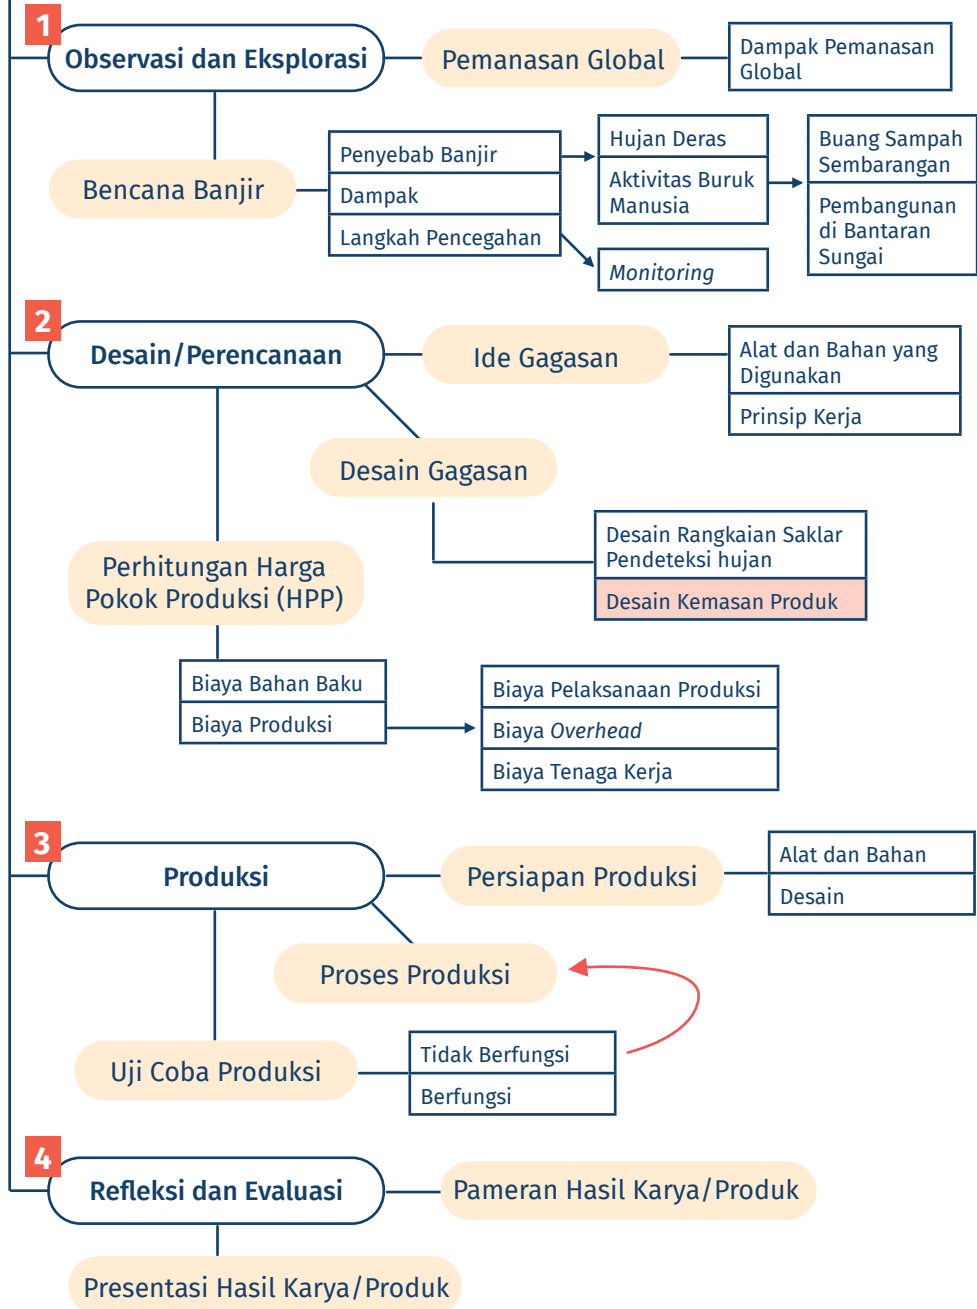 1
Observasi dan Eksplorasi
Pemanasan Global
Dampak Pemanasan
Global
Bencana Banjir
Penyebab Banjir
Dampak
Langkah Pencegahan
Hujan Deras
Aktivitas Buruk
Manusia
Monitoring
Buang Sampah
Sembarangan
Pembangunan
di Bantaran
Sungai
2
Desain/Perencanaan
Ide Gagasan
Alat dan Bahan yang
Digunakan
Prinsip Kerja
Desain Gagasan
Desain Rangkaian Saklar
Pendeteksi hujan
Desain Kemasan Produk
Perhitungan Harga
Pokok Produksi (HPP)
Biaya Bahan Baku
Biaya Produksi
Biaya Pelaksanaan Produksi
Biaya Overhead
Biaya Tenaga Kerja
3
Produksi
Persiapan Produksi
Alat dan Bahan
Desain
Proses Produksi
Uji Coba Produksi
Tidak Berfungsi
Berfungsi
4
Refleksi dan Evaluasi
Pameran Hasil Karya/Produk
Presentasi Hasil Karya/Produk